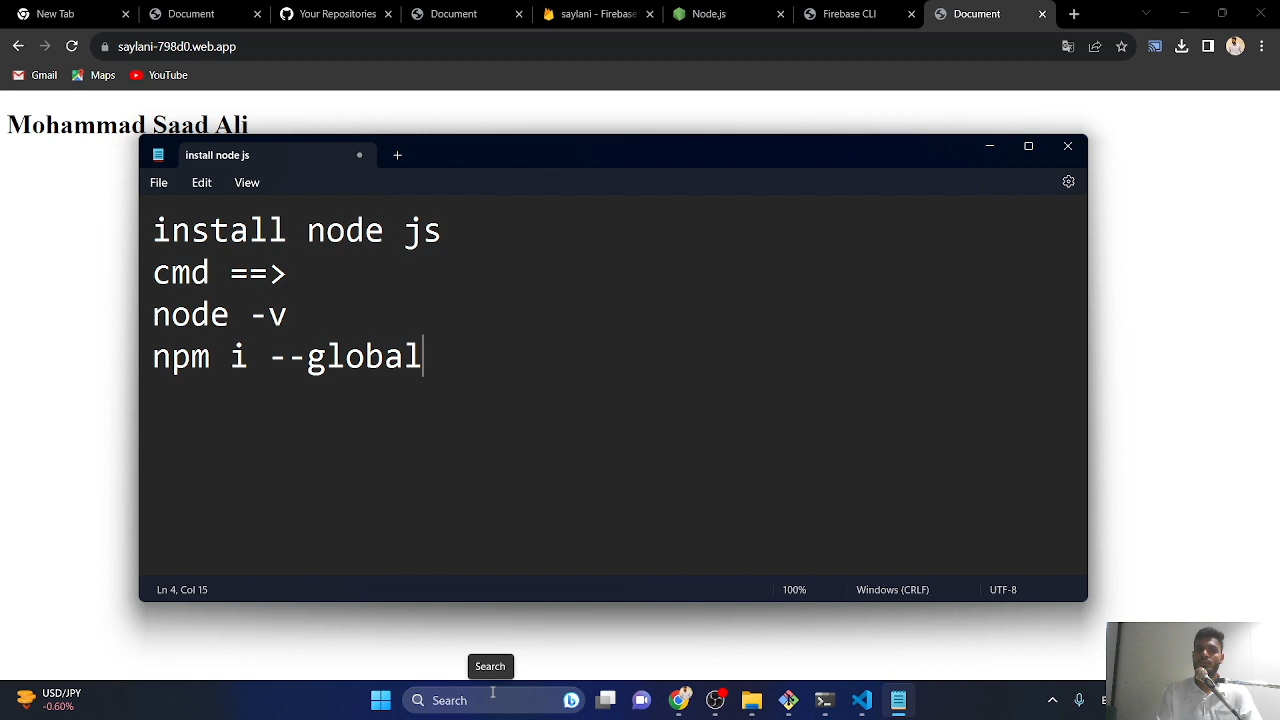 New Tab
Document
Your Repositories
Document
saylani - Firebase
Node.js
Firebase CLI
Document
saylani-798d0.web.app
Gmail
Maps
YouTube
Mohammad Saad Ali
install node js
File
Edit
View
install node js
cmd ==>
node -v
npm i --global
Ln 4, Col 15
100%
Windows (CRLF)
UTF-8
Search
USD/JPY
-0.60%
Search